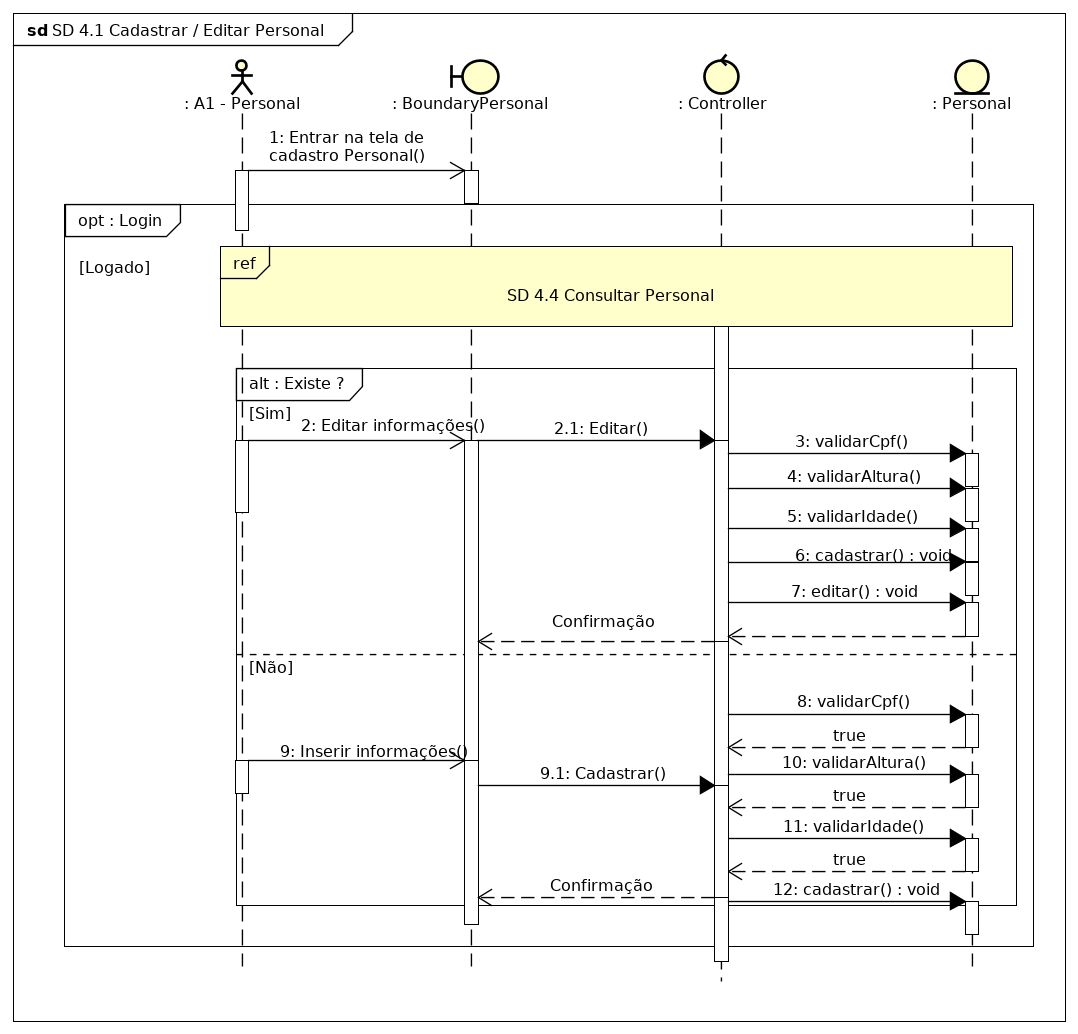 sd SD 4.1 Cadastrar / Editar Personal
: A1 - Personal
: BoundaryPersonal
: Controller
: Personal
1: Entrar na tela de
cadastro Personal()
opt : Login
[Logado]
ref
SD 4.4 Consultar Personal
alt : Existe ?
[Sim]
2: Editar informações()
2.1: Editar()
3: validarCpf()
4: validarAltura()
5: validarIdade()
6: cadastrar() : void
7: editar() : void
Confirmação
[Não]
8: validarCpf()
true
9: Inserir informações()
10: validarAltura()
9.1: Cadastrar()
true
11: validarIdade()
true
Confirmação
12: cadastrar() : void